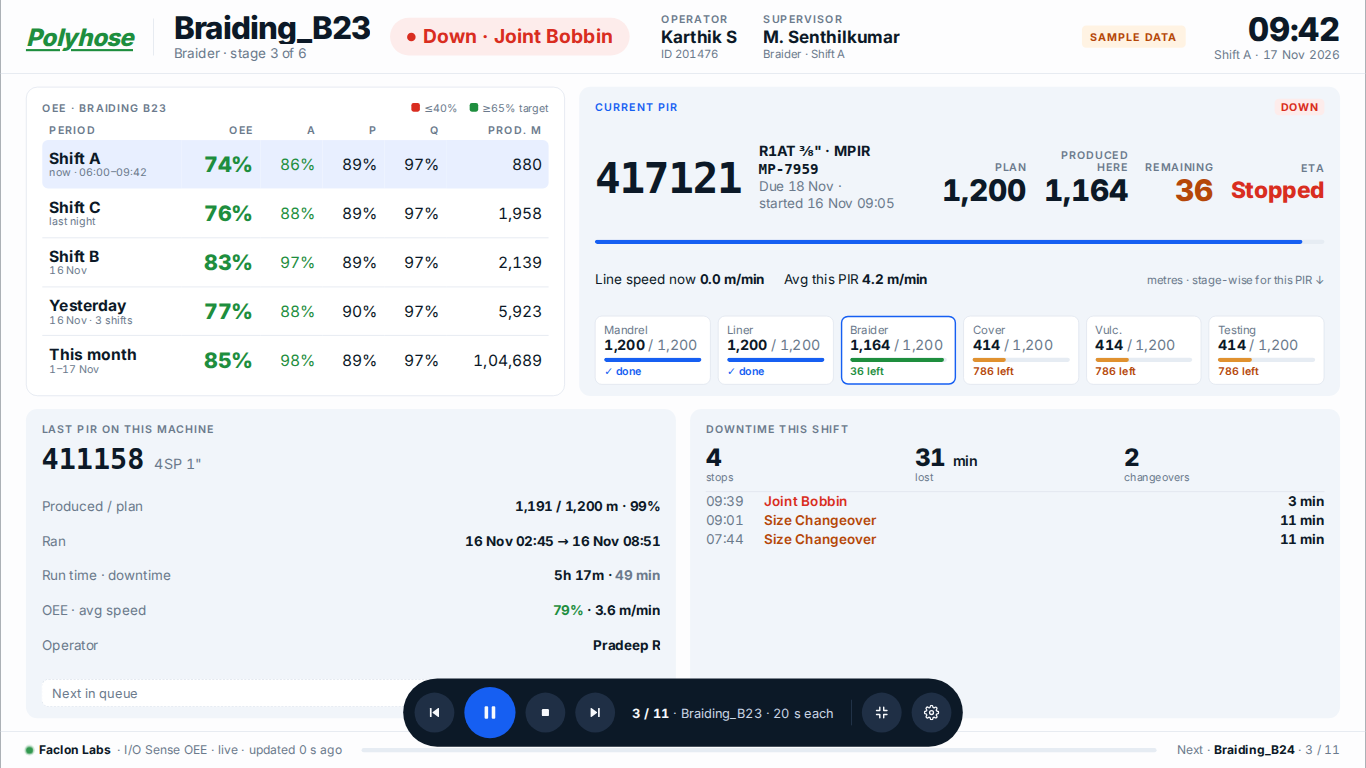 Polyhose
Braiding_B23
Braider · stage 3 of 6
Down · Joint Bobbin
OPERATOR
Karthik S
ID 201476
SUPERVISOR
M. Senthilkumar
Braider · Shift A
SAMPLE DATA
09:42
Shift A · 17 Nov 2026
OEE · BRAIDING B23
≤40% ≥65% target
PERIOD OEE A P Q PROD. M
Shift A 74% 86% 89% 97% 880
now · 06:00–09:42
Shift C 76% 88% 89% 97% 1,958
last night
Shift B 83% 97% 89% 97% 2,139
16 Nov
Yesterday 77% 88% 90% 97% 5,923
16 Nov · 3 shifts
This month 85% 98% 89% 97% 1,04,689
1–17 Nov
CURRENT PIR
DOWN
417121
R1AT ⅜" · MPIR
MP-7959
Due 18 Nov ·
started 16 Nov 09:05
PLAN
1,200
PRODUCED
HERE
1,164
REMAINING
36
ETA
Stopped
Line speed now 0.0 m/min Avg this PIR 4.2 m/min
metres · stage-wise for this PIR ↓
Mandrel
1,200 / 1,200
✓ done
Liner
1,200 / 1,200
✓ done
Braider
1,164 / 1,200
36 left
Cover
414 / 1,200
786 left
Vulc.
414 / 1,200
786 left
Testing
414 / 1,200
786 left
LAST PIR ON THIS MACHINE
411158 4SP 1"
Produced / plan 1,191 / 1,200 m · 99%
Ran 16 Nov 02:45 → 16 Nov 08:51
Run time · downtime 5h 17m · 49 min
OEE · avg speed 79% · 3.6 m/min
Operator Pradeep R
Next in queue
DOWNTIME THIS SHIFT
4
stops
31 min
lost
2
changeovers
09:39 Joint Bobbin 3 min
09:01 Size Changeover 11 min
07:44 Size Changeover 11 min
3 / 11 · Braiding_B23 · 20 s each
Faclon Labs · I/O Sense OEE · live · updated 0 s ago
Next · Braiding_B24 · 3 / 11